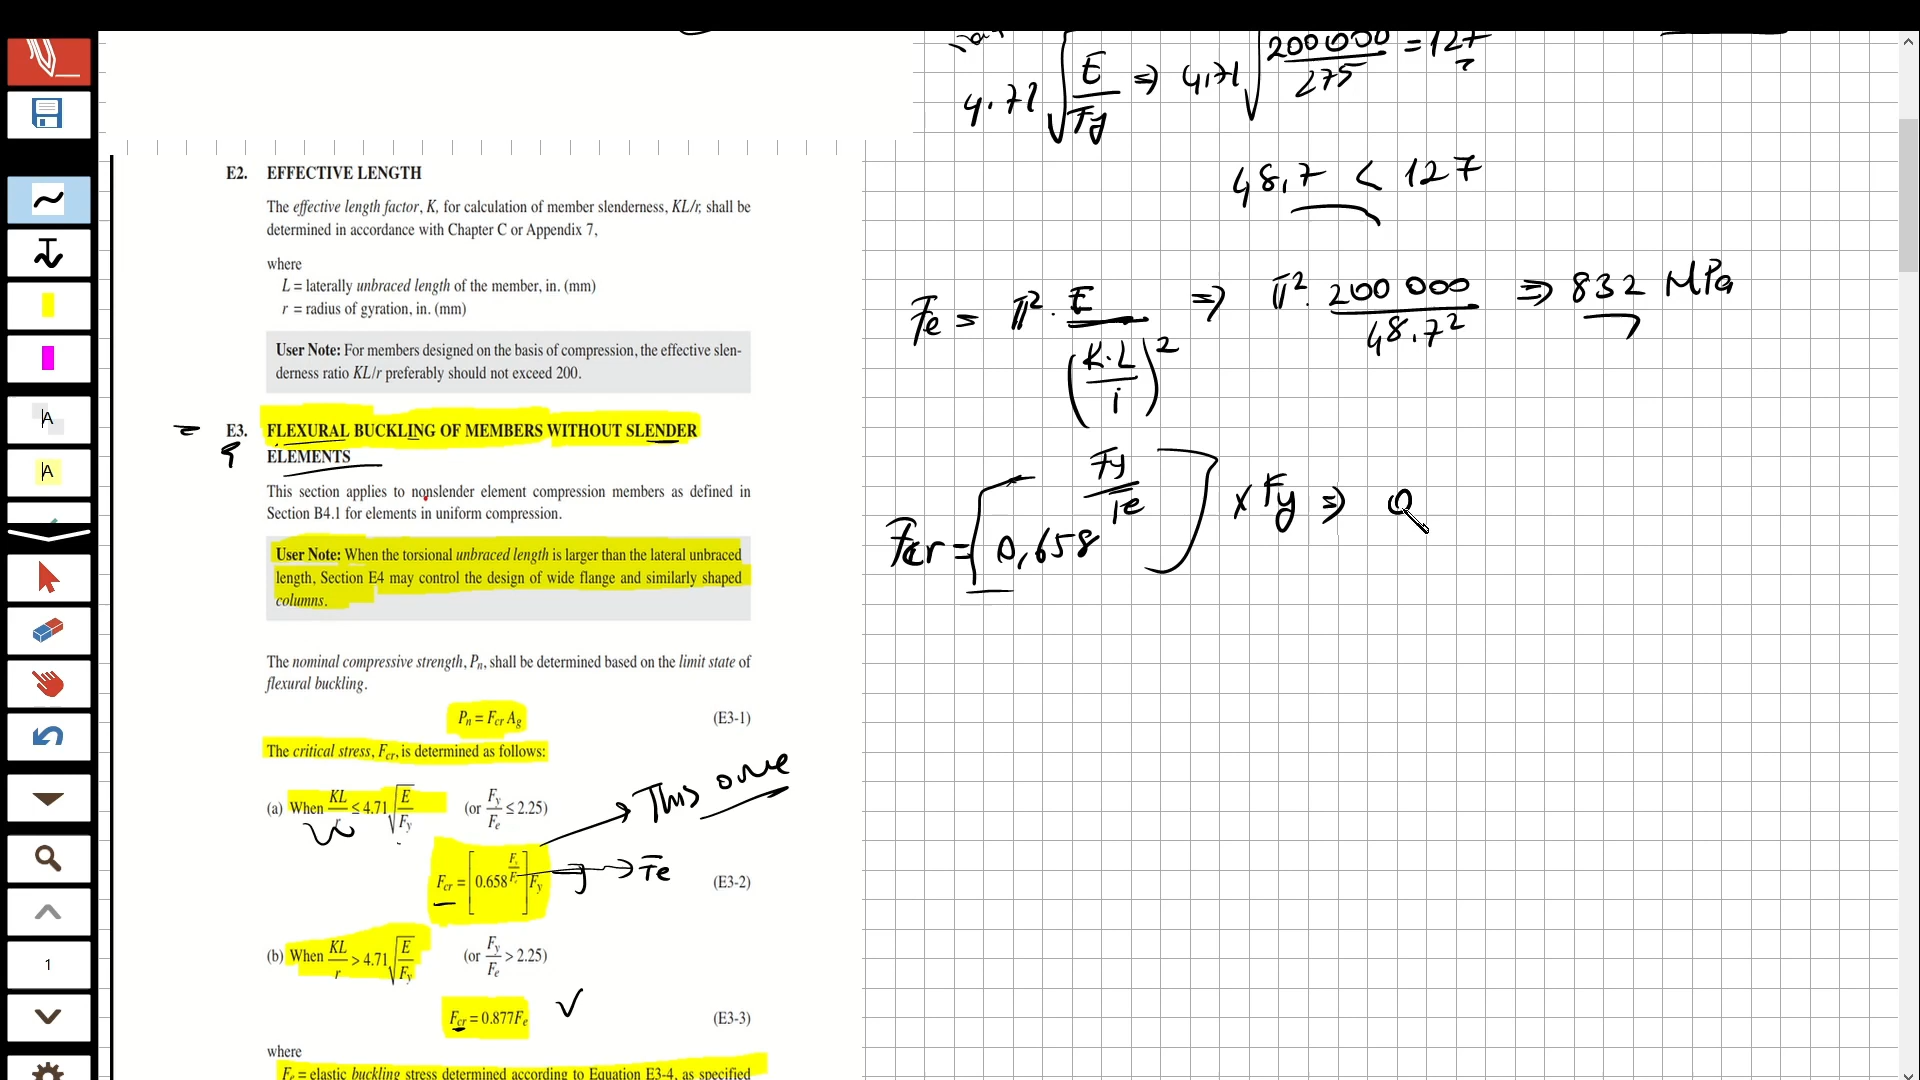 4.71 √(E/Fy) ⇒ 4,71 √(200 000/275) = 127
48,7 < 127
Fe = π² · E/(K·L/i)² ⇒ π² · 200 000/48,7² ⇒ 832 MPa
Fcr = [0,658^(Fy/Fe)] x Fy ⇒ 0
E2. EFFECTIVE LENGTH
The effective length factor, K, for calculation of member slenderness, KL/r, shall be
determined in accordance with Chapter C or Appendix 7,
where
L = laterally unbraced length of the member, in. (mm)
r = radius of gyration, in. (mm)
User Note: For members designed on the basis of compression, the effective slen-
derness ratio KL/r preferably should not exceed 200.
E3. FLEXURAL BUCKLING OF MEMBERS WITHOUT SLENDER
ELEMENTS
This section applies to nonslender element compression members as defined in
Section B4.1 for elements in uniform compression.
User Note: When the torsional unbraced length is larger than the lateral unbraced
length, Section E4 may control the design of wide flange and similarly shaped
columns.
The nominal compressive strength, Pn, shall be determined based on the limit state of
flexural buckling.
Pn = Fcr Ag (E3-1)
The critical stress, Fcr, is determined as follows:
(a) When KL/r ≤ 4.71 √(E/Fy) (or Fy/Fe ≤ 2.25)
This one
Fcr = [0.658^(Fy/Fe)] Fy (E3-2)
Fe
(b) When KL/r > 4.71 √(E/Fy) (or Fy/Fe > 2.25)
Fcr = 0.877Fe (E3-3)
where
Fe = elastic buckling stress determined according to Equation E3-4, as specified
A
A
1